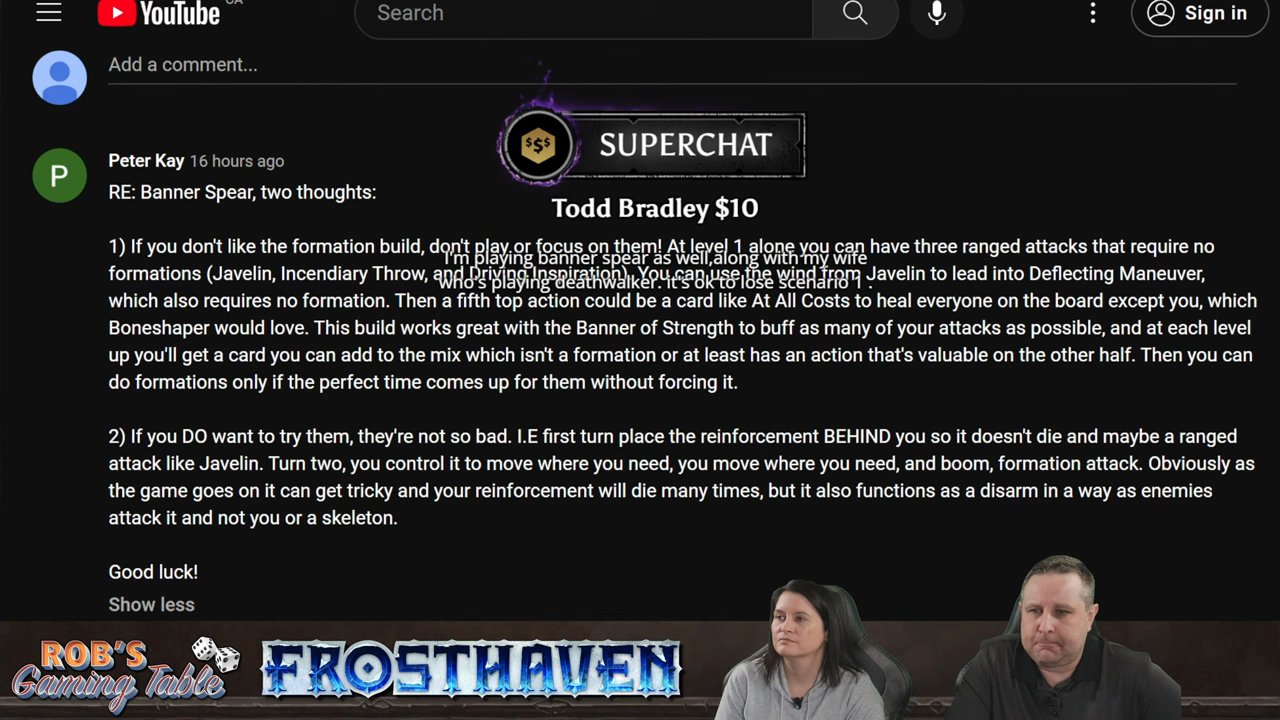 YouTube
CA
Search
Sign in
Add a comment...
SUPERCHAT
Todd Bradley $10
I'm playing banner spear as well,along with my wife
who's playing deathwalker. it's ok to lose scenario 1 .
P
Peter Kay 16 hours ago
RE: Banner Spear, two thoughts:
1) If you don't like the formation build, don't play or focus on them! At level 1 alone you can have three ranged attacks that require no
formations (Javelin, Incendiary Throw, and Driving Inspiration). You can use the wind from Javelin to lead into Deflecting Maneuver,
which also requires no formation. Then a fifth top action could be a card like At All Costs to heal everyone on the board except you, which
Boneshaper would love. This build works great with the Banner of Strength to buff as many of your attacks as possible, and at each level
up you'll get a card you can add to the mix which isn't a formation or at least has an action that's valuable on the other half. Then you can
do formations only if the perfect time comes up for them without forcing it.
2) If you DO want to try them, they're not so bad. I.E first turn place the reinforcement BEHIND you so it doesn't die and maybe a ranged
attack like Javelin. Turn two, you control it to move where you need, you move where you need, and boom, formation attack. Obviously as
the game goes on it can get tricky and your reinforcement will die many times, but it also functions as a disarm in a way as enemies
attack it and not you or a skeleton.
Good luck!
Show less
ROB'S
Gaming Table
FROSTHAVEN